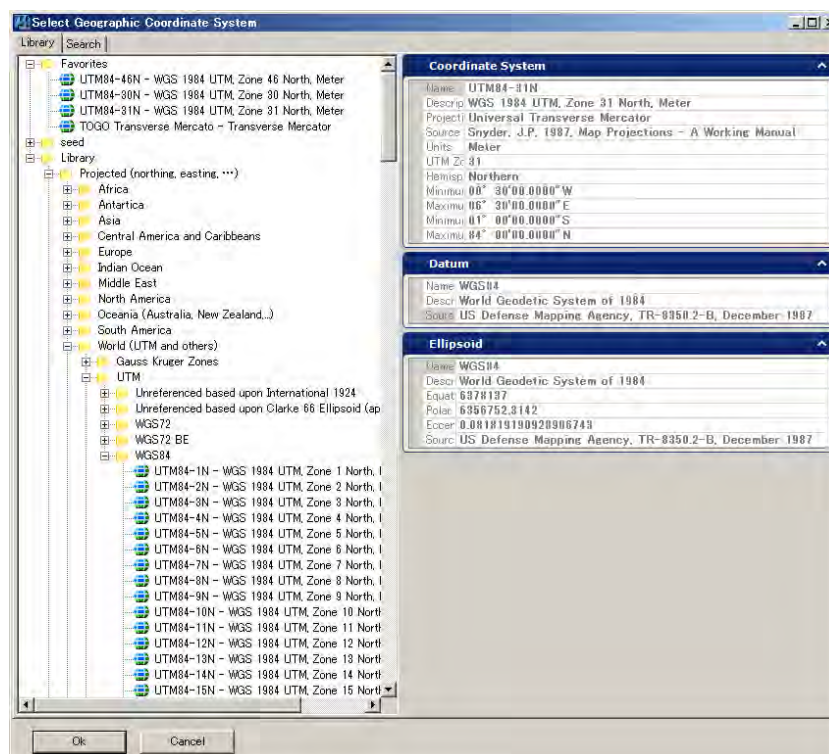 Select Geographic Coordinate System
Library
Search
Favorites
UTM84-46N - WGS 1984 UTM, Zone 46 North, Meter
UTM84-30N - WGS 1984 UTM, Zone 30 North, Meter
UTM84-31N - WGS 1984 UTM, Zone 31 North, Meter
TOGO Transverse Mercato - Transverse Mercator
seed
Library
Projected (northing, easting, ...)
Africa
Antartica
Asia
Central America and Caribbeans
Europe
Indian Ocean
Middle East
North America
Oceania (Australia, New Zealand,..)
South America
World (UTM and others)
Gauss Kruger Zones
UTM
Unreferenced based upon International 1924
Unreferenced based upon Clarke 66 Ellipsoid (ap
WGS72
WGS72 BE
WGS84
UTM84-1N - WGS 1984 UTM, Zone 1 North, I
UTM84-2N - WGS 1984 UTM, Zone 2 North, I
UTM84-3N - WGS 1984 UTM, Zone 3 North, I
UTM84-4N - WGS 1984 UTM, Zone 4 North, I
UTM84-5N - WGS 1984 UTM, Zone 5 North, I
UTM84-6N - WGS 1984 UTM, Zone 6 North, I
UTM84-7N - WGS 1984 UTM, Zone 7 North, I
UTM84-8N - WGS 1984 UTM, Zone 8 North, I
UTM84-9N - WGS 1984 UTM, Zone 9 North, I
UTM84-10N - WGS 1984 UTM, Zone 10 North
UTM84-11N - WGS 1984 UTM, Zone 11 North
UTM84-12N - WGS 1984 UTM, Zone 12 North
UTM84-13N - WGS 1984 UTM, Zone 13 North
UTM84-14N - WGS 1984 UTM, Zone 14 North
UTM84-15N - WGS 1984 UTM, Zone 15 North
Coordinate System
Name UTM84-31N
Descrip WGS 1984 UTM, Zone 31 North, Meter
Projecti Universal Transverse Mercator
Source Snyder, J.P. 1987, Map Projections - A Working Manual
Units Meter
UTM Zc 31
Hemisp Northern
Minimu 00° 30'00.0000"W
Maximu 06° 30'00.0000"E
Minimu 01° 00'00.0000"S
Maximu 84° 00'00.0000"N
Datum
Name WGS84
Descr World Geodetic System of 1984
Sourc US Defense Mapping Agency, TR-8350.2-B, December 1987
Ellipsoid
Name WGS84
Descr World Geodetic System of 1984
Equat 6378137
Polar 6356752.3142
Eccer 0.081819190928906743
Sourc US Defense Mapping Agency, TR-8350.2-B, December 1987
Ok
Cancel